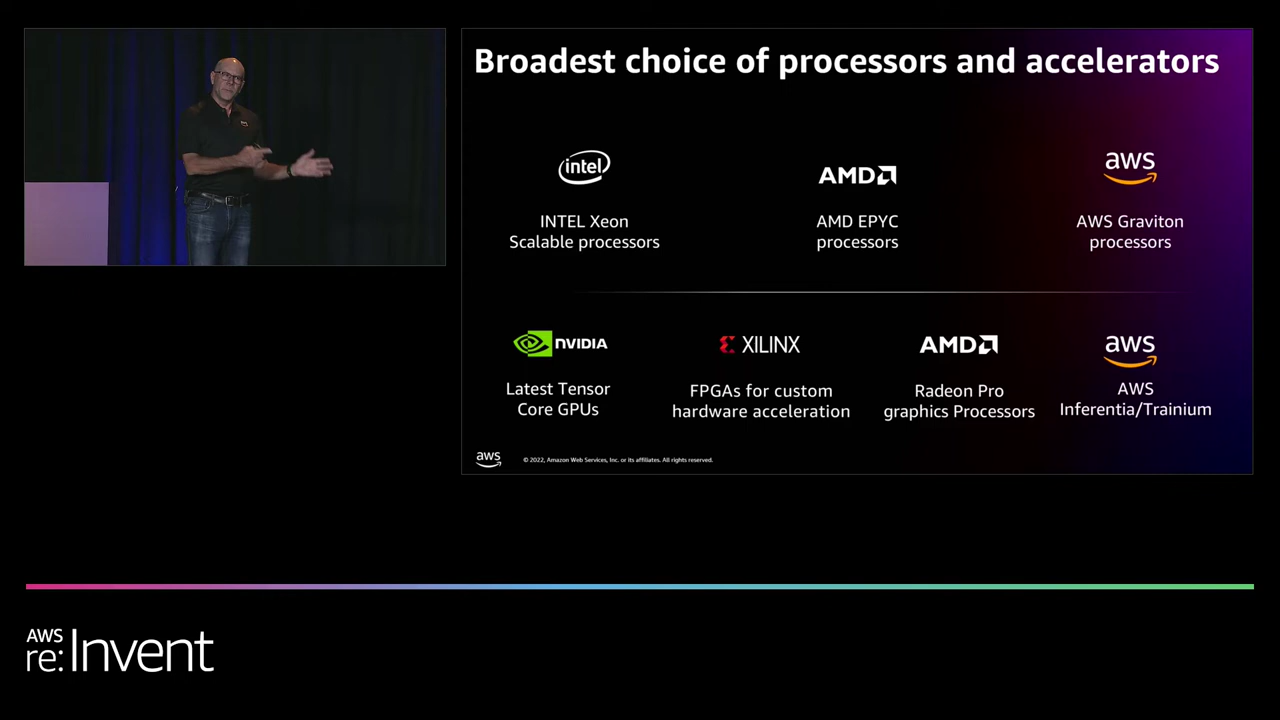 Broadest choice of processors and accelerators
intel
AMD
aws
INTEL Xeon
Scalable processors
AMD EPYC
processors
AWS Graviton
processors
NVIDIA
XILINX
AMD
aws
Latest Tensor
Core GPUs
FPGAs for custom
hardware acceleration
Radeon Pro
graphics Processors
AWS
Inferentia/Trainium
aws
© 2022, Amazon Web Services, Inc. or its affiliates. All rights reserved.
AWS
re:Invent